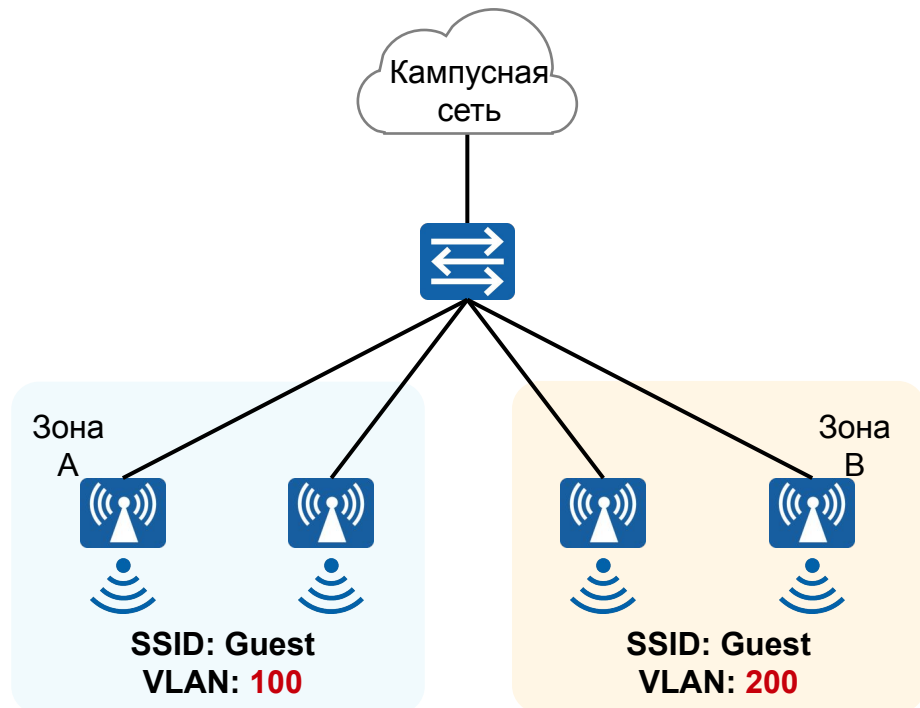 Кампусная
сеть
Зона
A
Зона
B
SSID: Guest
VLAN: 100
SSID: Guest
VLAN: 200